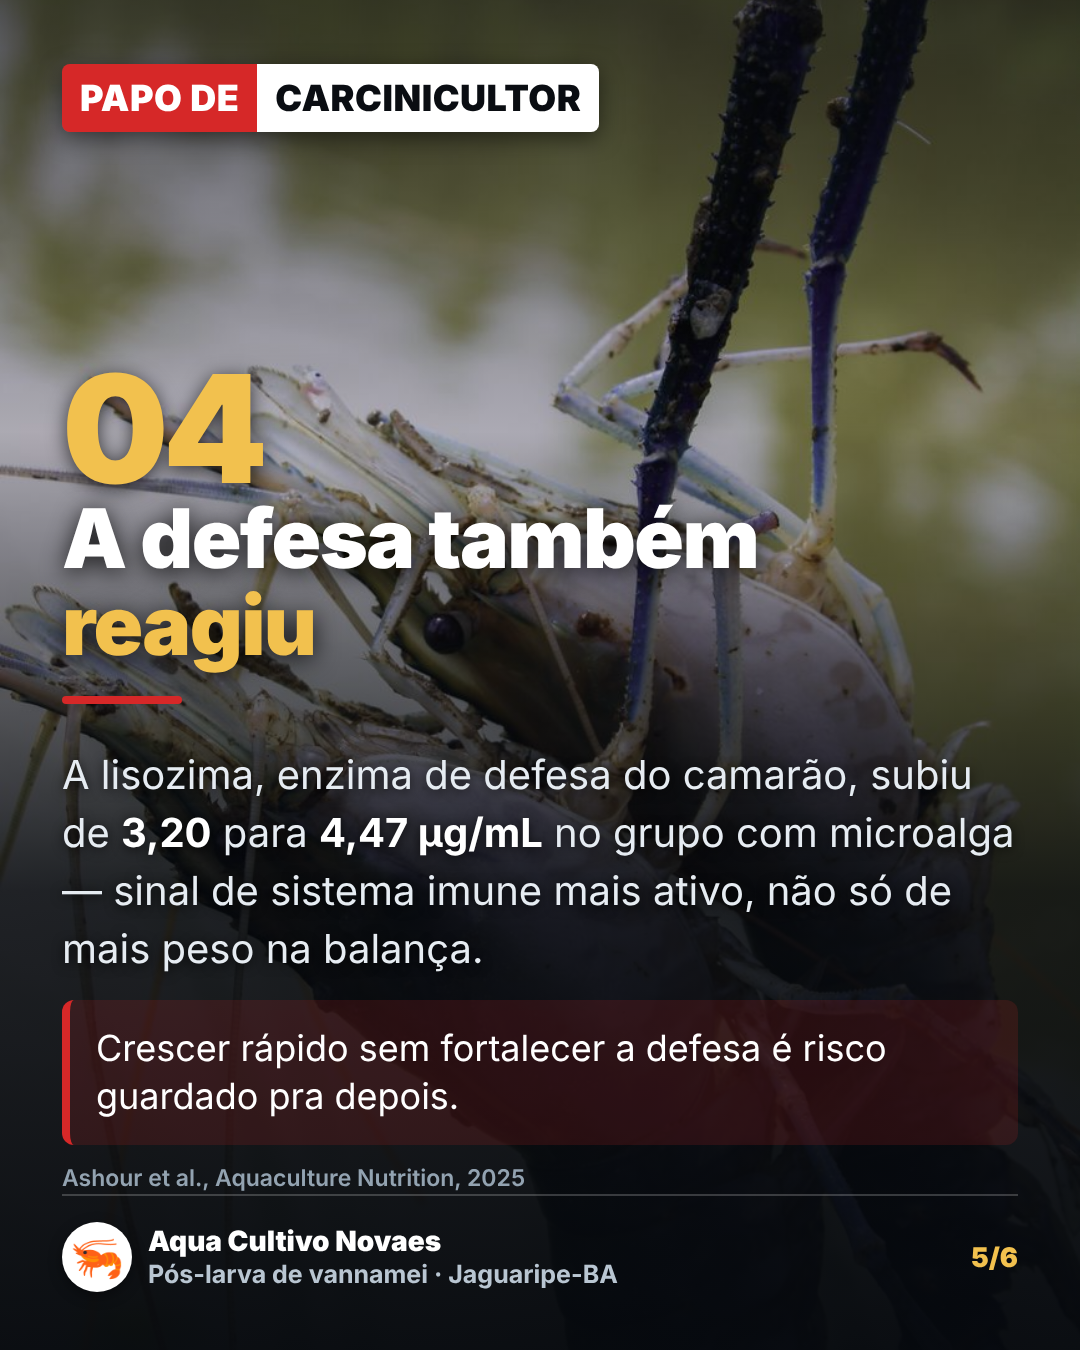 PAPO DE CARCINICULTOR
04
A defesa também
reagiu
A lisozima, enzima de defesa do camarão, subiu
de 3,20 para 4,47 µg/mL no grupo com microalga
— sinal de sistema imune mais ativo, não só de
mais peso na balança.
Crescer rápido sem fortalecer a defesa é risco
guardado pra depois.
Ashour et al., Aquaculture Nutrition, 2025
Aqua Cultivo Novaes
Pós-larva de vannamei · Jaguaripe-BA
5/6